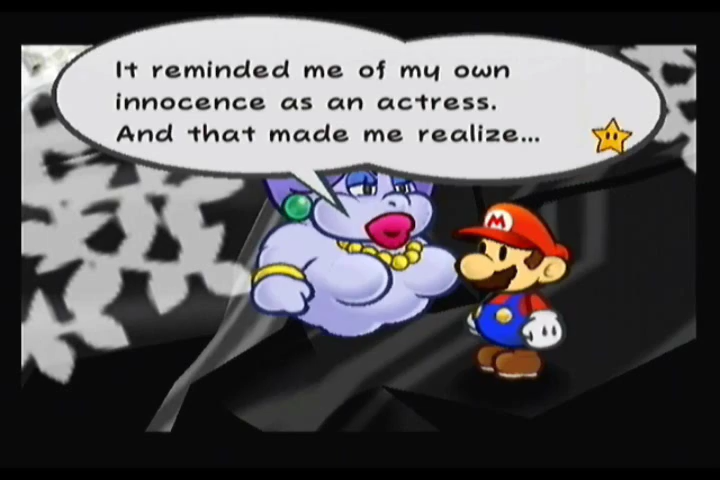 It reminded me of my own
innocence as an actress.
And that made me realize...
M